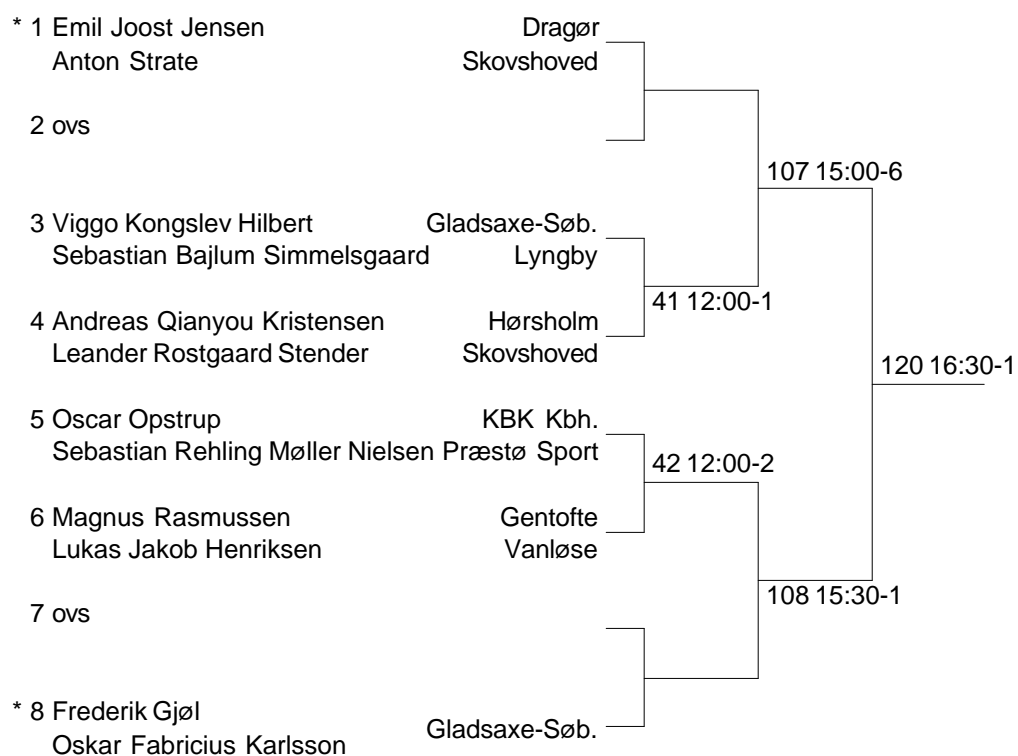 * 1 Emil Joost Jensen Dragør
Anton Strate Skovshoved
2 ovs
107 15:00-6
3 Viggo Kongslev Hilbert Gladsaxe-Søb.
Sebastian Bajlum Simmelsgaard Lyngby
41 12:00-1
4 Andreas Qianyou Kristensen Hørsholm
Leander Rostgaard Stender Skovshoved
120 16:30-1
5 Oscar Opstrup KBK Kbh.
Sebastian Rehling Møller Nielsen Præstø Sport
42 12:00-2
6 Magnus Rasmussen Gentofte
Lukas Jakob Henriksen Vanløse
108 15:30-1
7 ovs
* 8 Frederik Gjøl
Gladsaxe-Søb.
Oskar Fabricius Karlsson